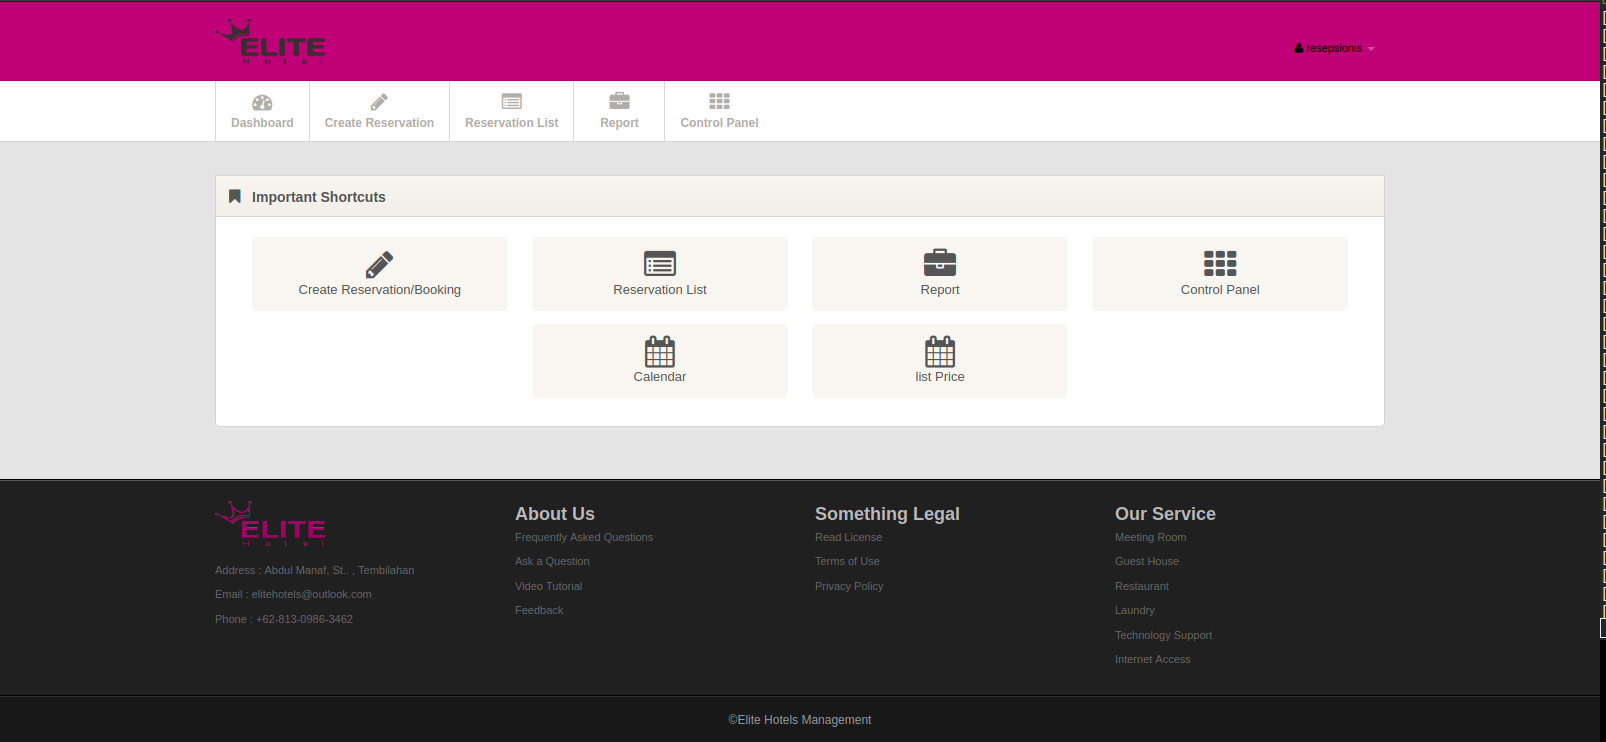 ELITE
Hotel
resepsionis
Dashboard
Create Reservation
Reservation List
Report
Control Panel
Important Shortcuts
Create Reservation/Booking
Reservation List
Report
Control Panel
Calendar
list Price
ELITE
Hotel
Address : Abdul Manaf, St.. , Tembilahan
Email : elitehotels@outlook.com
Phone : +62-813-0986-3462
About Us
Frequently Asked Questions
Ask a Question
Video Tutorial
Feedback
Something Legal
Read License
Terms of Use
Privacy Policy
Our Service
Meeting Room
Guest House
Restaurant
Laundry
Technology Support
Internet Access
©Elite Hotels Management